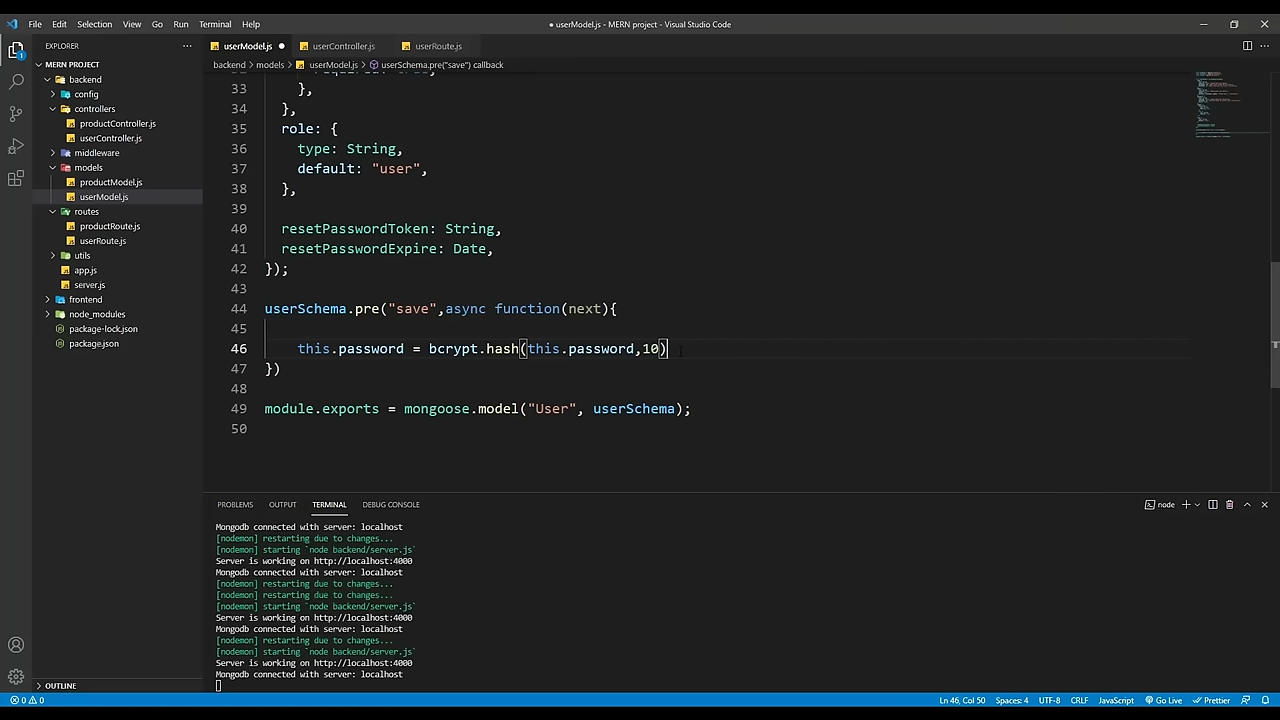 File Edit Selection View Go Run Terminal Help
● userModel.js - MERN project - Visual Studio Code
EXPLORER
userModel.js ●
userController.js
userRoute.js
MERN PROJECT
backend > models > userModel.js > userSchema.pre("save") callback
backend
config
controllers
productController.js
userController.js
middleware
models
productModel.js
userModel.js
routes
productRoute.js
userRoute.js
utils
app.js
server.js
frontend
node_modules
package-lock.json
package.json
OUTLINE
33 },
34 },
35 role: {
36 type: String,
37 default: "user",
38 },
39
40 resetPasswordToken: String,
41 resetPasswordExpire: Date,
42 });
43
44 userSchema.pre("save",async function(next){
45
46 this.password = bcrypt.hash(this.password,10)
47 })
48
49 module.exports = mongoose.model("User", userSchema);
50
PROBLEMS OUTPUT TERMINAL DEBUG CONSOLE
node
Mongodb connected with server: localhost
[nodemon] restarting due to changes...
[nodemon] starting `node backend/server.js`
Server is working on http://localhost:4000
Mongodb connected with server: localhost
[nodemon] restarting due to changes...
[nodemon] restarting due to changes...
[nodemon] starting `node backend/server.js`
Server is working on http://localhost:4000
Mongodb connected with server: localhost
[nodemon] restarting due to changes...
[nodemon] starting `node backend/server.js`
Server is working on http://localhost:4000
Mongodb connected with server: localhost
0 0
Ln 46, Col 50 Spaces: 4 UTF-8 CRLF JavaScript Go Live Prettier